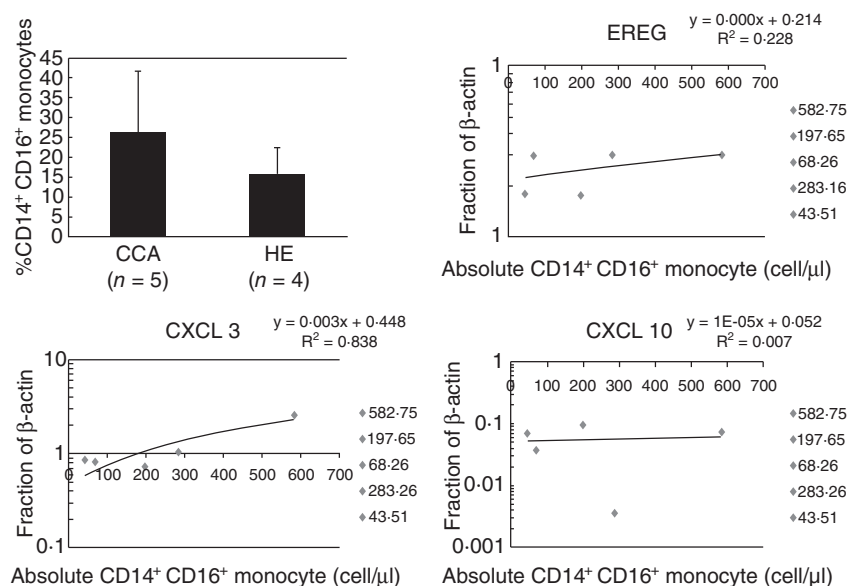 %CD14+ CD16+ monocytes
45
40
35
30
25
20
15
10
5
0
CCA
(n = 5)
HE
(n = 4)
EREG
y = 0·000x + 0·214
R2 = 0·228
Fraction of β-actin
1
0 100 200 300 400 500 600 700
1
582·75
197·65
68·26
283·16
43·51
Absolute CD14+ CD16+ monocyte (cell/μl)
CXCL 3
y = 0·003x + 0·448
R2 = 0·838
Fraction of β-actin
10
1
0 100 200 300 400 500 600 700
0·1
582·75
197·65
68·26
283·26
43·51
Absolute CD14+ CD16+ monocyte (cell/μl)
CXCL 10
y = 1E-05x + 0·052
R2 = 0·007
Fraction of β-actin
1
0 100 200 300 400 500 600 700
0·1
0·01
0·001
582·75
197·65
68·26
283·26
43·51
Absolute CD14+ CD16+ monocyte (cell/μl)